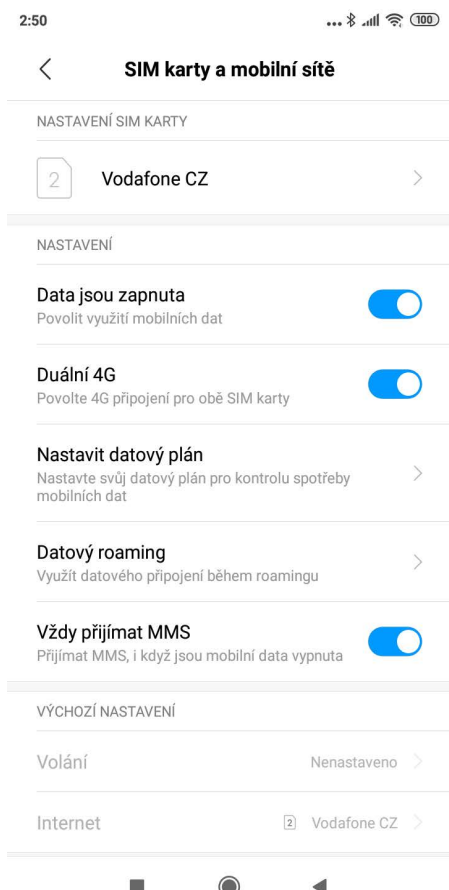 2:50
100
SIM karty a mobilní sítě
NASTAVENÍ SIM KARTY
2
Vodafone CZ
NASTAVENÍ
Data jsou zapnuta
Povolit využití mobilních dat
Duální 4G
Povolte 4G připojení pro obě SIM karty
Nastavit datový plán
Nastavte svůj datový plán pro kontrolu spotřeby
mobilních dat
Datový roaming
Využít datového připojení během roamingu
Vždy přijímat MMS
Přijímat MMS, i když jsou mobilní data vypnuta
VÝCHOZÍ NASTAVENÍ
Volání Nenastaveno
Internet 2 Vodafone CZ